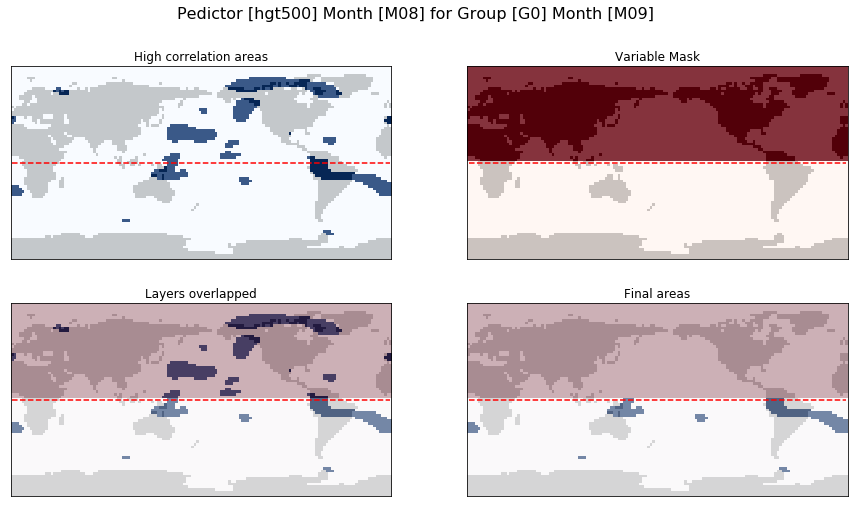 Pedictor [hgt500] Month [M08] for Group [G0] Month [M09]
High correlation areas
Variable Mask
Layers overlapped
Final areas